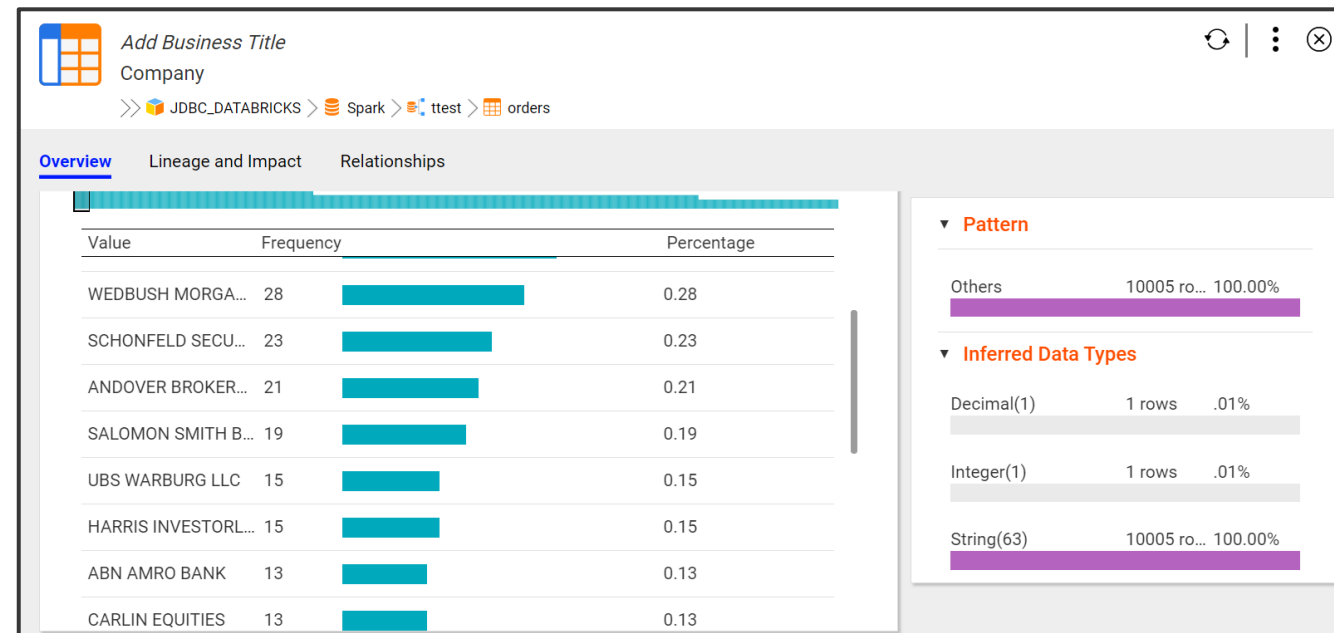 Add Business Title
Company
JDBC_DATABRICKS > Spark > ttest > orders
Overview Lineage and Impact Relationships
Value Frequency Percentage
WEDBUSH MORGA... 28 0.28
SCHONFELD SECU... 23 0.23
ANDOVER BROKER... 21 0.21
SALOMON SMITH B... 19 0.19
UBS WARBURG LLC 15 0.15
HARRIS INVESTORL... 15 0.15
ABN AMRO BANK 13 0.13
CARLIN EQUITIES 13 0.13
Pattern
Others 10005 ro... 100.00%
Inferred Data Types
Decimal(1) 1 rows .01%
Integer(1) 1 rows .01%
String(63) 10005 ro... 100.00%